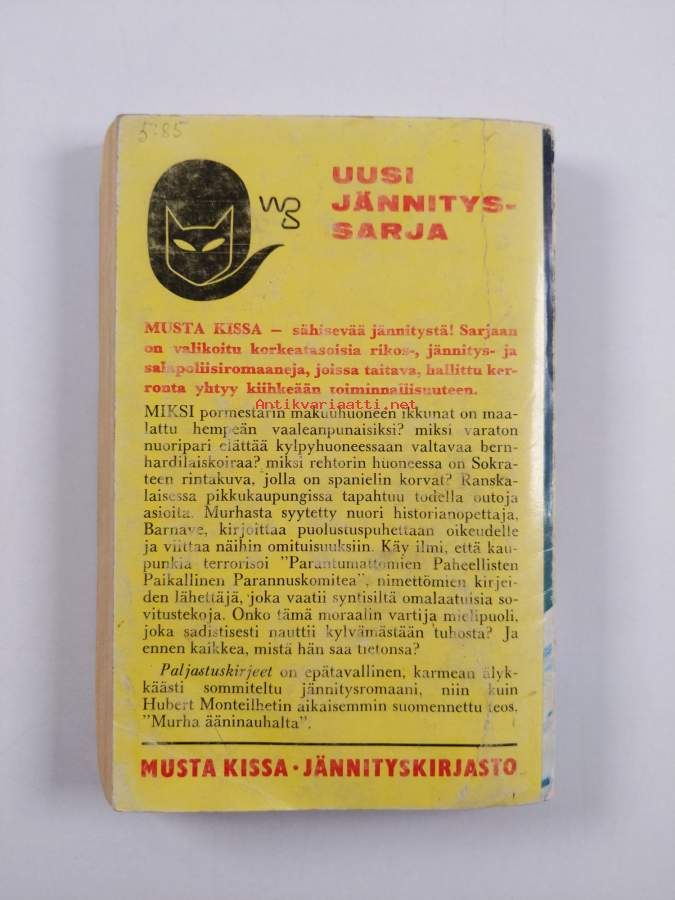 5:85
UUSI
JÄNNITYS-
SARJA
MUSTA KISSA — sähisevää jännitystä! Sarjaan
on valikoitu korkeatasoisia rikos-, jännitys- ja
salapoliisiromaaneja, joissa taitava, hallittu ker-
ronta yhtyy kiihkeään toiminnallisuuteen.
Antikvariaatti.net
MIKSI pormestarin makuuhuoneen ikkunat on maa-
lattu hempeän vaaleanpunaisiksi? miksi varaton
nuoripari elättää kylpyhuoneessaan valtavaa bern-
hardilaiskoiraa? miksi rehtorin huoneessa on Sokra-
teen rintakuva, jolla on spanielin korvat? Ranska-
laisessa pikkukaupungissa tapahtuu todella outoja
asioita. Murhasta syytetty nuori historianopettaja,
Barnave, kirjoittaa puolustuspuhettaan oikeudelle
ja viittaa näihin omituisuuksiin. Käy ilmi, että kau-
punkia terrorisoi "Parantumattomien Paheellisten
Paikallinen Parannuskomitea", nimettömien kirjei-
den lähettäjä, joka vaatii syntisiltä omalaatuisia so-
vitustekoja. Onko tämä moraalin vartija mielipuoli,
joka sadistisesti nauttii kylvämästään tuhosta? Ja
ennen kaikkea, mistä hän saa tietonsa?
Paljastuskirjeet on epätavallinen, karmean älyk-
käästi sommiteltu jännitysromaani, niin kuin
Hubert Monteilhetin aikaisemmin suomennettu teos,
"Murha ääninauhalta".
MUSTA KISSA · JÄNNITYSKIRJASTO